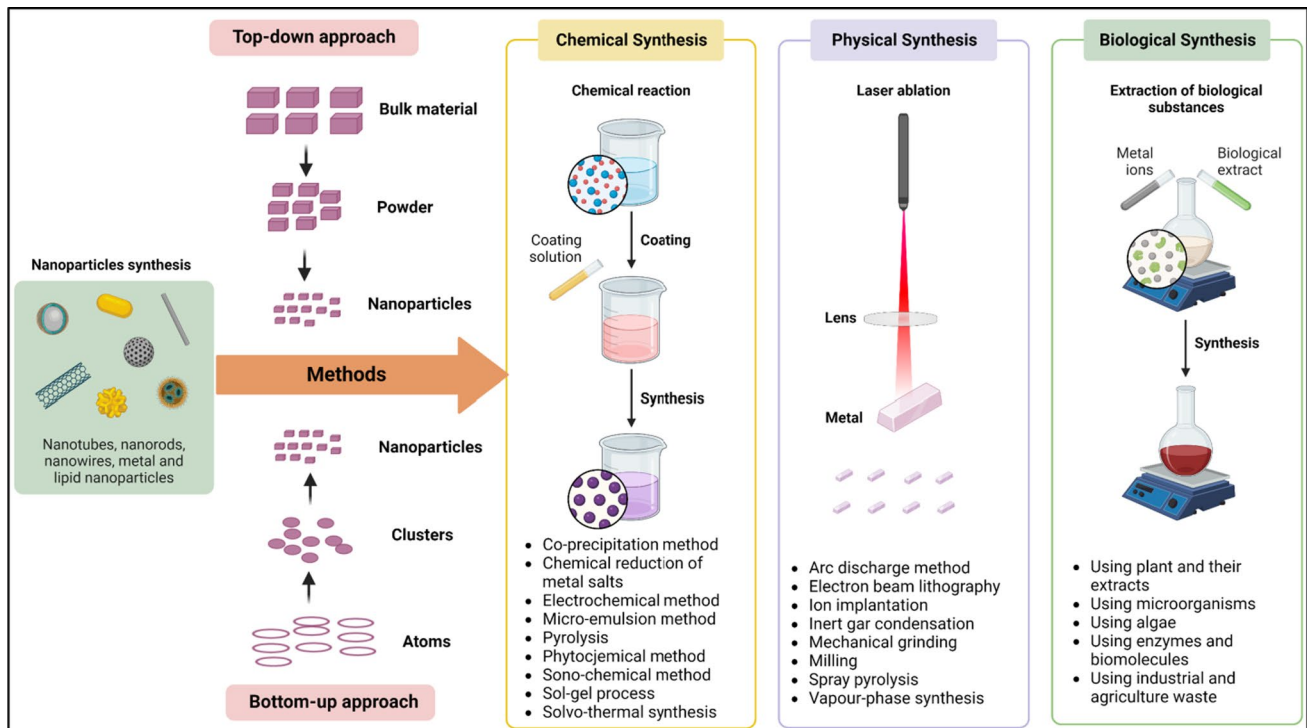 Top-down approach
Bulk material
Powder
Nanoparticles
Nanoparticles synthesis
Nanotubes, nanorods,
nanowires, metal and
lipid nanoparticles
Methods
Nanoparticles
Clusters
Atoms
Bottom-up approach
Chemical Synthesis
Chemical reaction
Coating
solution
Coating
Synthesis
• Co-precipitation method
• Chemical reduction of
metal salts
• Electrochemical method
• Micro-emulsion method
• Pyrolysis
• Phytocjemical method
• Sono-chemical method
• Sol-gel process
• Solvo-thermal synthesis
Physical Synthesis
Laser ablation
Lens
Metal
• Arc discharge method
• Electron beam lithography
• Ion implantation
• Inert gar condensation
• Mechanical grinding
• Milling
• Spray pyrolysis
• Vapour-phase synthesis
Biological Synthesis
Extraction of biological
substances
Metal
ions
Biological
extract
Synthesis
• Using plant and their
extracts
• Using microorganisms
• Using algae
• Using enzymes and
biomolecules
• Using industrial and
agriculture waste